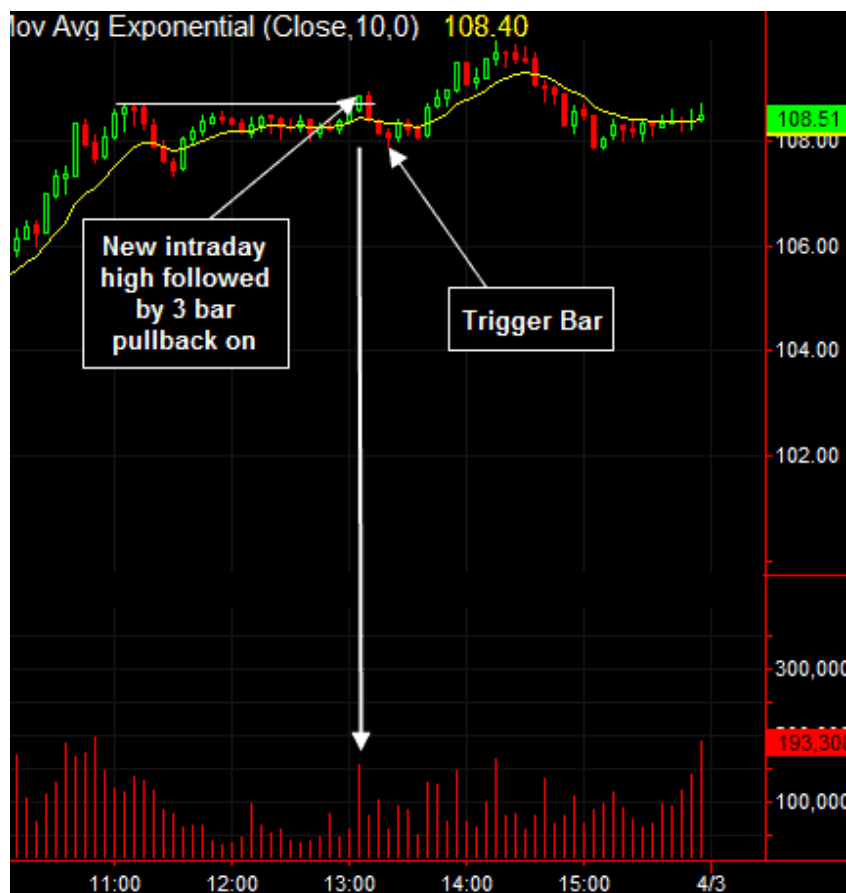 Mov Avg Exponential (Close,10,0) 108.40
108.51
108.00
106.00
New intraday
high followed
by 3 bar
pullback on
Trigger Bar
104.00
102.00
300,000
193,308
100,000
11:00 12:00 13:00 14:00 15:00 4/3